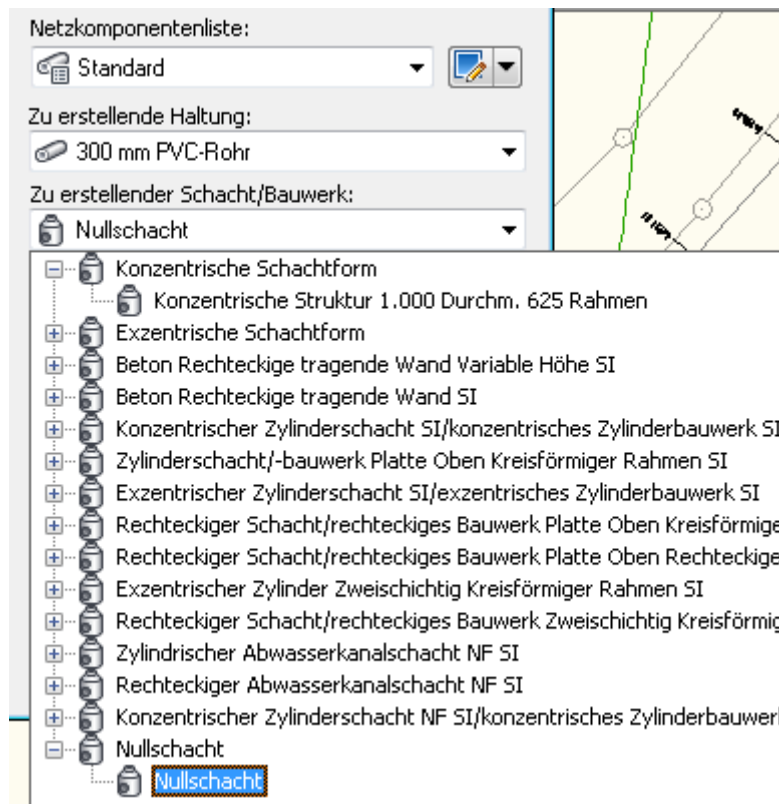 Netzkomponentenliste:
Standard
Zu erstellende Haltung:
300 mm PVC-Rohr
Zu erstellender Schacht/Bauwerk:
Nullschacht
Konzentrische Schachtform
Konzentrische Struktur 1.000 Durchm. 625 Rahmen
Exzentrische Schachtform
Beton Rechteckige tragende Wand Variable Höhe SI
Beton Rechteckige tragende Wand SI
Konzentrischer Zylinderschacht SI/konzentrisches Zylinderbauwerk SI
Zylinderschacht/-bauwerk Platte Oben Kreisförmiger Rahmen SI
Exzentrischer Zylinderschacht SI/exzentrisches Zylinderbauwerk SI
Rechteckiger Schacht/rechteckiges Bauwerk Platte Oben Kreisförmige
Rechteckiger Schacht/rechteckiges Bauwerk Platte Oben Rechteckige
Exzentrischer Zylinder Zweischichtig Kreisförmiger Rahmen SI
Rechteckiger Schacht/rechteckiges Bauwerk Zweischichtig Kreisförmig
Zylindrischer Abwasserkanalschacht NF SI
Rechteckiger Abwasserkanalschacht NF SI
Konzentrischer Zylinderschacht NF SI/konzentrisches Zylinderbauwerk
Nullschacht
Nullschacht